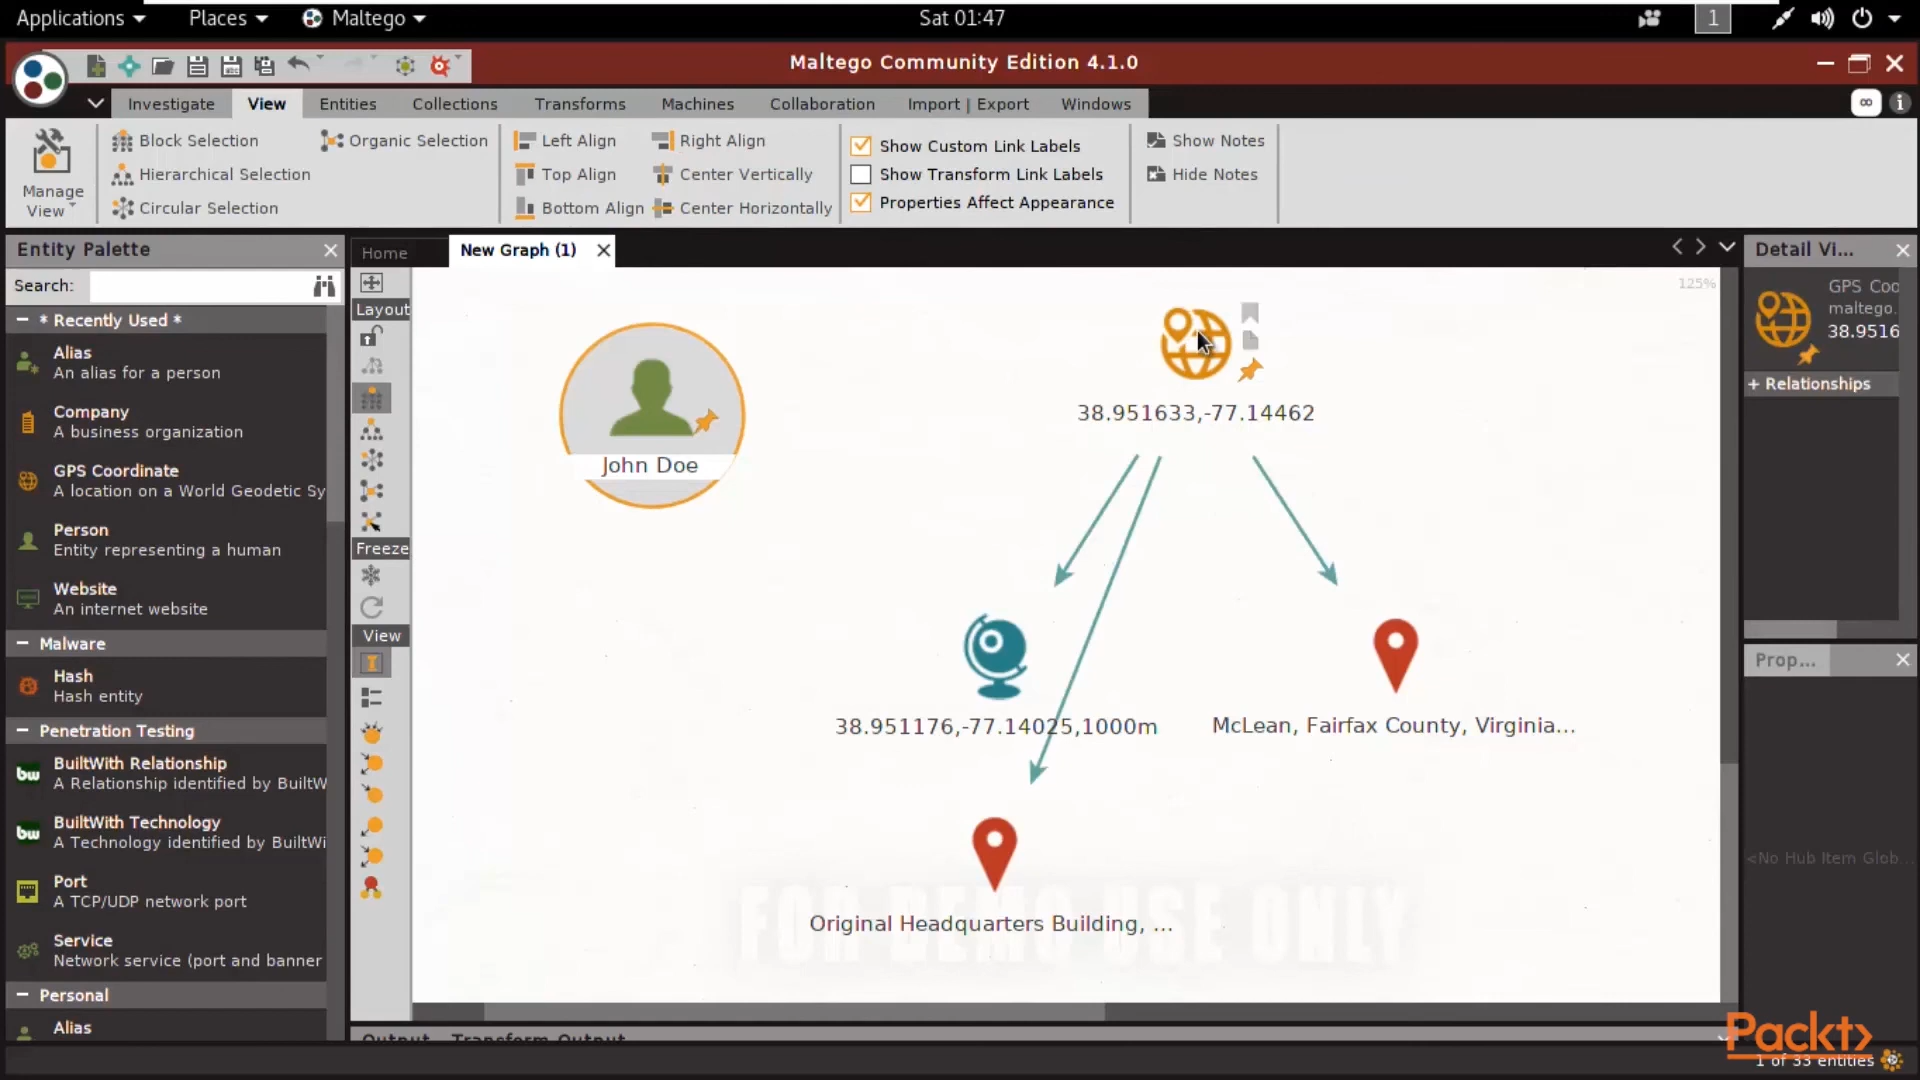 Applications
Places
Maltego
Sat 01:47
1
Maltego Community Edition 4.1.0
Investigate
View
Entities
Collections
Transforms
Machines
Collaboration
Import | Export
Windows
Manage
View
Block Selection
Hierarchical Selection
Circular Selection
Organic Selection
Left Align
Top Align
Bottom Align
Right Align
Center Vertically
Center Horizontally
Show Custom Link Labels
Show Transform Link Labels
Properties Affect Appearance
Show Notes
Hide Notes
Entity Palette
Search:
* Recently Used *
Alias
An alias for a person
Company
A business organization
GPS Coordinate
A location on a World Geodetic Sy
Person
Entity representing a human
Website
An internet website
Malware
Hash
Hash entity
Penetration Testing
BuiltWith Relationship
A Relationship identified by BuiltW
BuiltWith Technology
A Technology identified by BuiltWi
Port
A TCP/UDP network port
Service
Network service (port and banner
Personal
Alias
Home
New Graph (1)
Layout
Freeze
View
125%
John Doe
38.951633,-77.14462
38.951176,-77.14025,1000m
McLean, Fairfax County, Virginia...
Original Headquarters Building, ...
FOR DEMO USE ONLY
Output - Transform Output
Detail Vi...
GPS Coo
maltego.
38.9516
+ Relationships
Prop...
<No Hub Item Glob...
Packt>
1 of 33 entities